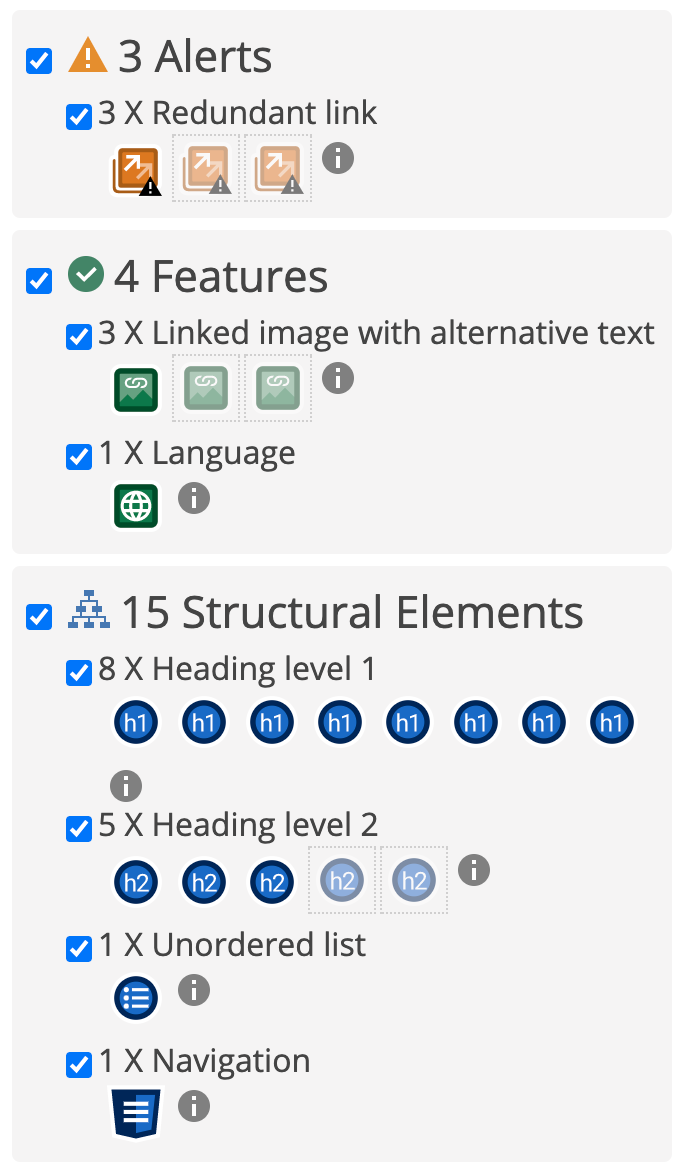 3 Alerts
3 X Redundant link
4 Features
3 X Linked image with alternative text
1 X Language
15 Structural Elements
8 X Heading level 1
h1 h1 h1 h1 h1 h1 h1 h1
5 X Heading level 2
h2 h2 h2 h2 h2
1 X Unordered list
1 X Navigation